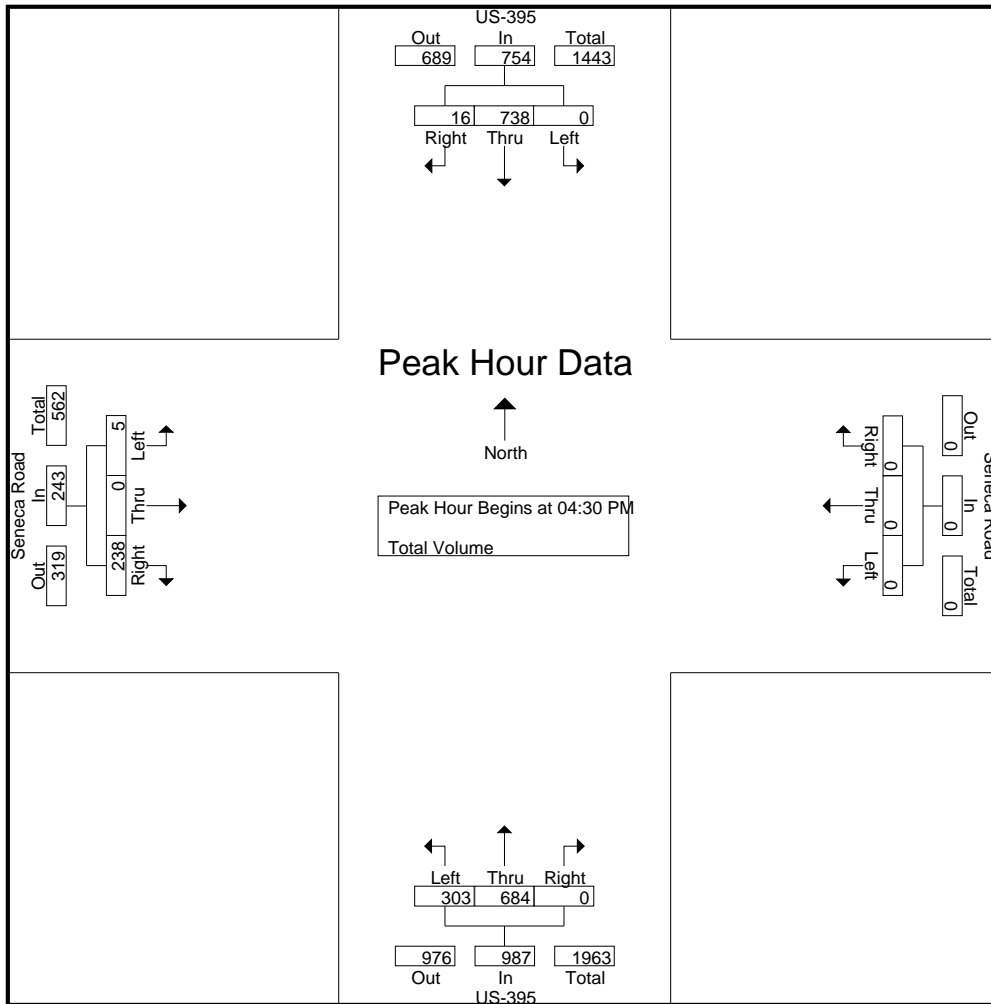 US-395
Out In Total
689 754 1443
16 738 0
Right Thru Left
Peak Hour Data
North
Peak Hour Begins at 04:30 PM
Total Volume
Seneca Road
Out In Total
319 243 562
238 0 5
Right Thru Left
Seneca Road
Out In Total
0 0 0
0 0 0
Right Thru Left
Left Thru Right
303 684 0
976 987 1963
Out In Total
US-395